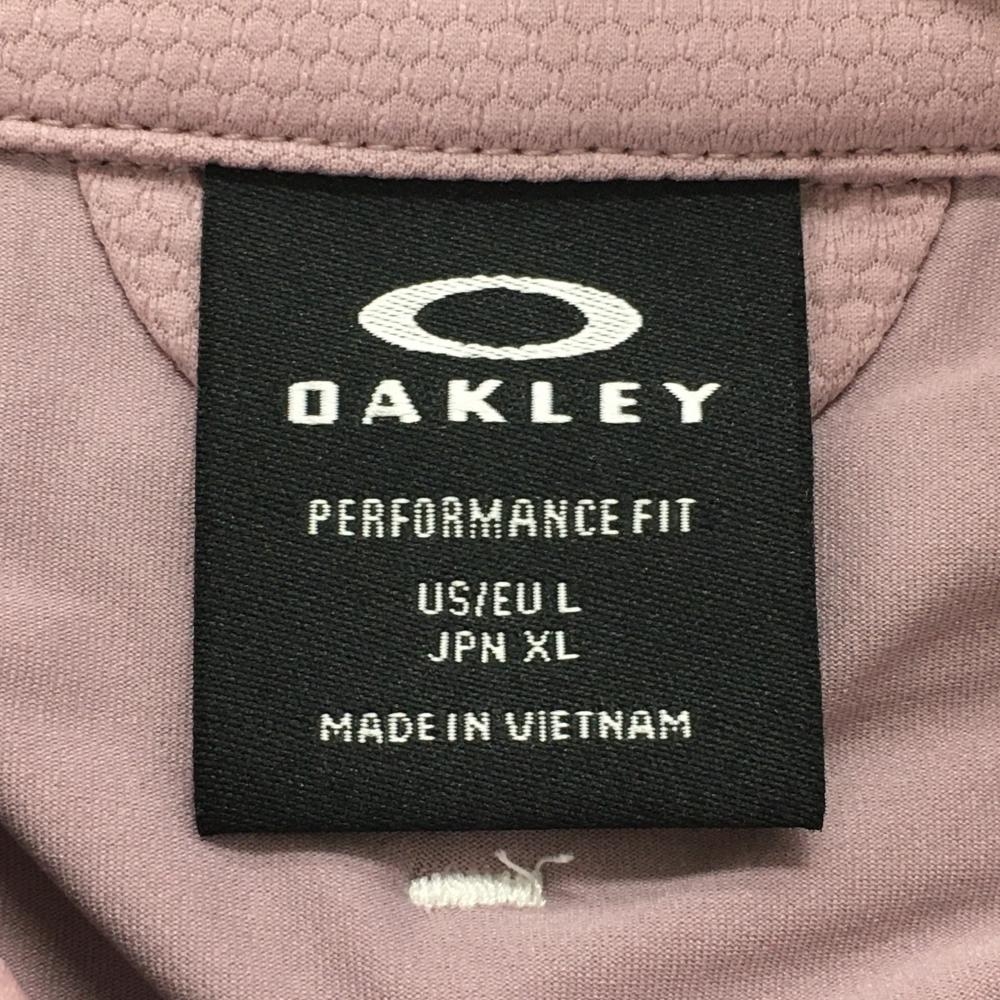 OAKLEY
PERFORMANCE FIT
US/EU L
JPN XL
MADE IN VIETNAM